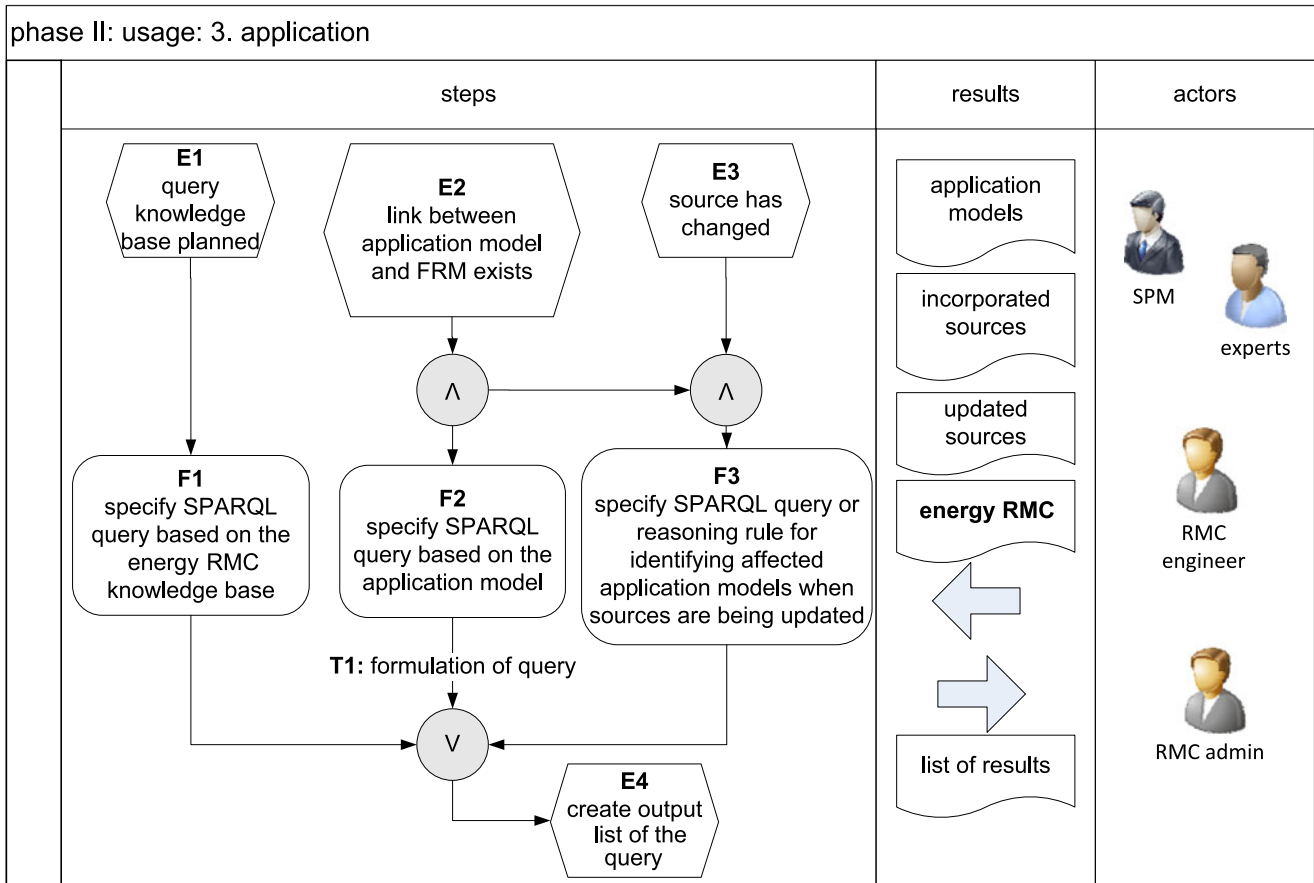 phase II: usage: 3. application
steps
results
actors
E1
query
knowledge
base planned
E2
link between
application model
and FRM exists
E3
source has
changed
Λ
Λ
F1
specify SPARQL
query based on the
energy RMC
knowledge base
F2
specify SPARQL
query based on the
application model
F3
specify SPARQL query or
reasoning rule for
identifying affected
application models when
sources are being updated
T1: formulation of query
V
E4
create output
list of the
query
application
models
incorporated
sources
updated
sources
energy RMC
list of results
SPM
experts
RMC
engineer
RMC admin